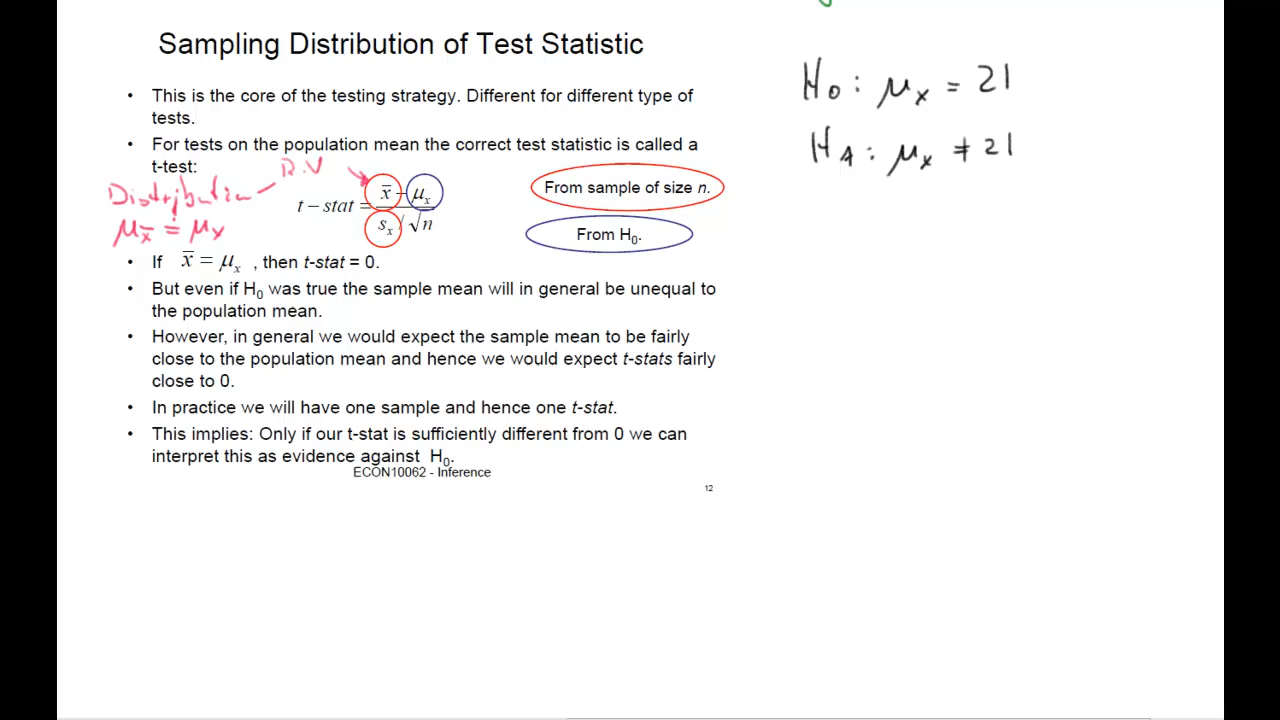 Sampling Distribution of Test Statistic
• This is the core of the testing strategy. Different for different type of
tests.
• For tests on the population mean the correct test statistic is called a
t-test:
R.V
Distribution
μx̄ = μx
t − stat = (x̄ − μx) / (sx / √n)
From sample of size n.
From H0.
• If x̄ = μx , then t-stat = 0.
• But even if H0 was true the sample mean will in general be unequal to
the population mean.
• However, in general we would expect the sample mean to be fairly
close to the population mean and hence we would expect t-stats fairly
close to 0.
• In practice we will have one sample and hence one t-stat.
• This implies: Only if our t-stat is sufficiently different from 0 we can
interpret this as evidence against H0.
ECON10062 - Inference
12
H0 : μx = 21
HA : μx ≠ 21